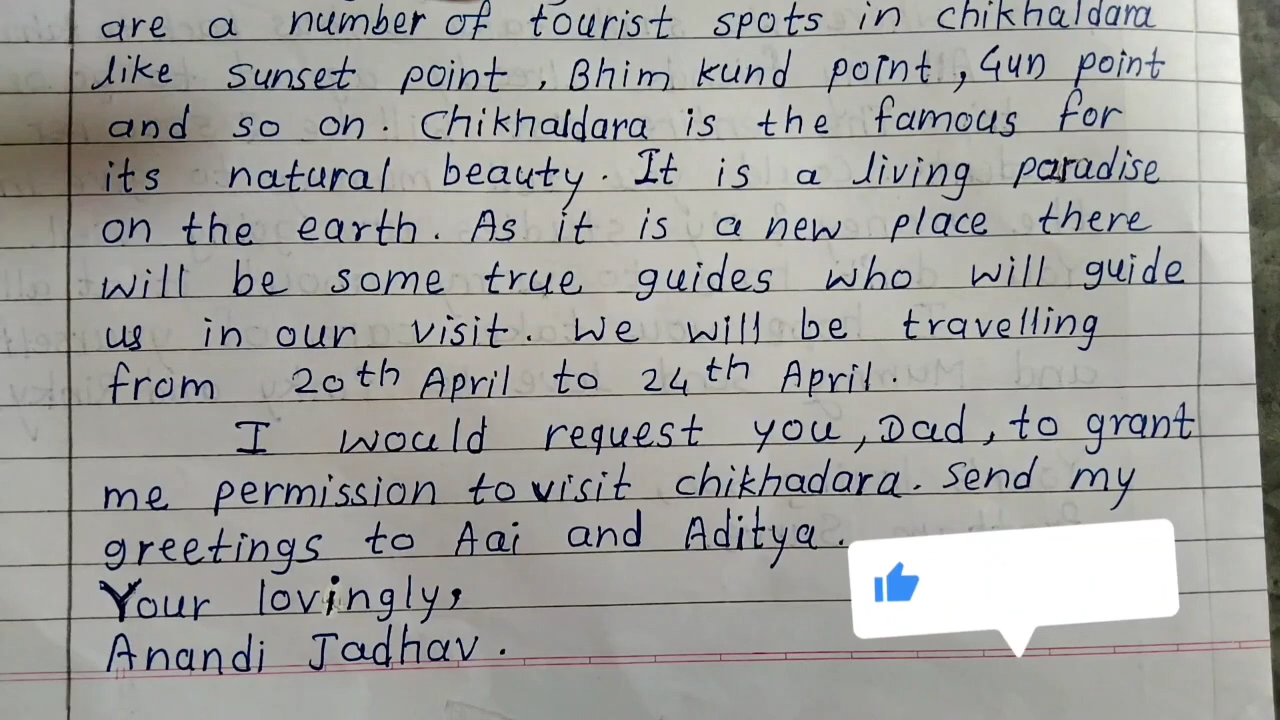 are a number of tourist spots in chikhaldara
like sunset point, Bhim kund point, Gun point
and so on. Chikhaldara is the famous for
its natural beauty. It is a living paradise
on the earth. As it is a new place there
will be some true guides who will guide
us in our visit. We will be travelling
from 20th April to 24th April.
I would request you, Dad, to grant
me permission to visit chikhadara. Send my
greetings to Aai and Aditya.
Your lovingly,
Anandi Jadhav.